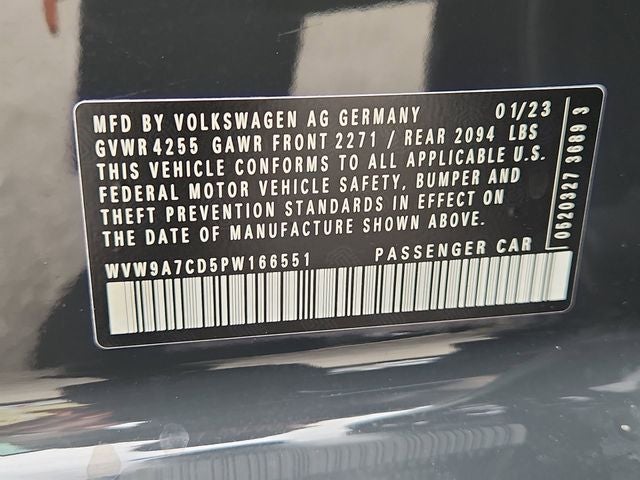 MFD BY VOLKSWAGEN AG GERMANY 01/23
GVWR 4255 GAWR FRONT 2271 / REAR 2094 LBS
THIS VEHICLE CONFORMS TO ALL APPLICABLE U.S.
FEDERAL MOTOR VEHICLE SAFETY, BUMPER AND
THEFT PREVENTION STANDARDS IN EFFECT ON
THE DATE OF MANUFACTURE SHOWN ABOVE.
WVW9A7CD5PW166551 PASSENGER CAR
0520327 3689 3